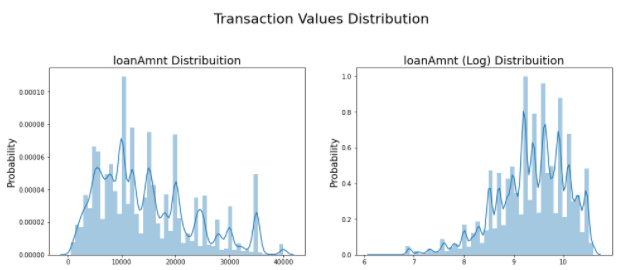 Transaction Values Distribution
loanAmnt Distribuition
Probability
0.00010
0.00008
0.00006
0.00004
0.00002
0.00000
0 10000 20000 30000 40000
loanAmnt (Log) Distribuition
Probability
1.0
0.8
0.6
0.4
0.2
0.0
6 7 8 9 10